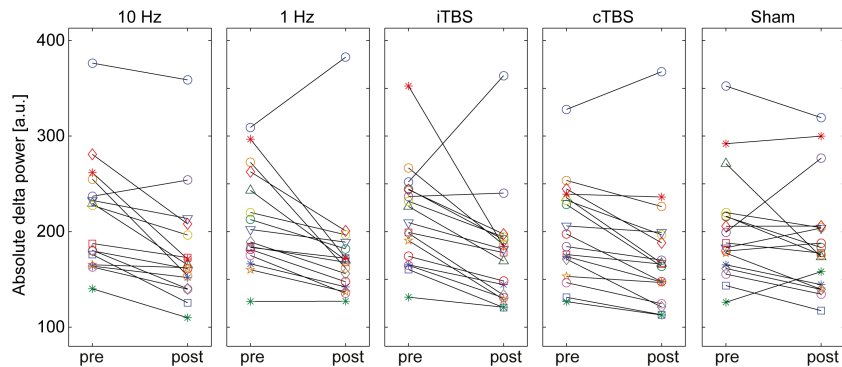 10 Hz 1 Hz iTBS cTBS Sham
Absolute delta power [a.u.]
400
300
200
100
pre post pre post pre post pre post pre post